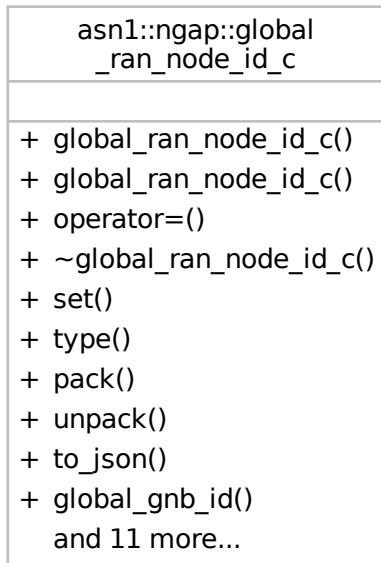 asn1::ngap::global
_ran_node_id_c
+ global_ran_node_id_c()
+ global_ran_node_id_c()
+ operator=()
+ ~global_ran_node_id_c()
+ set()
+ type()
+ pack()
+ unpack()
+ to_json()
+ global_gnb_id()
and 11 more...